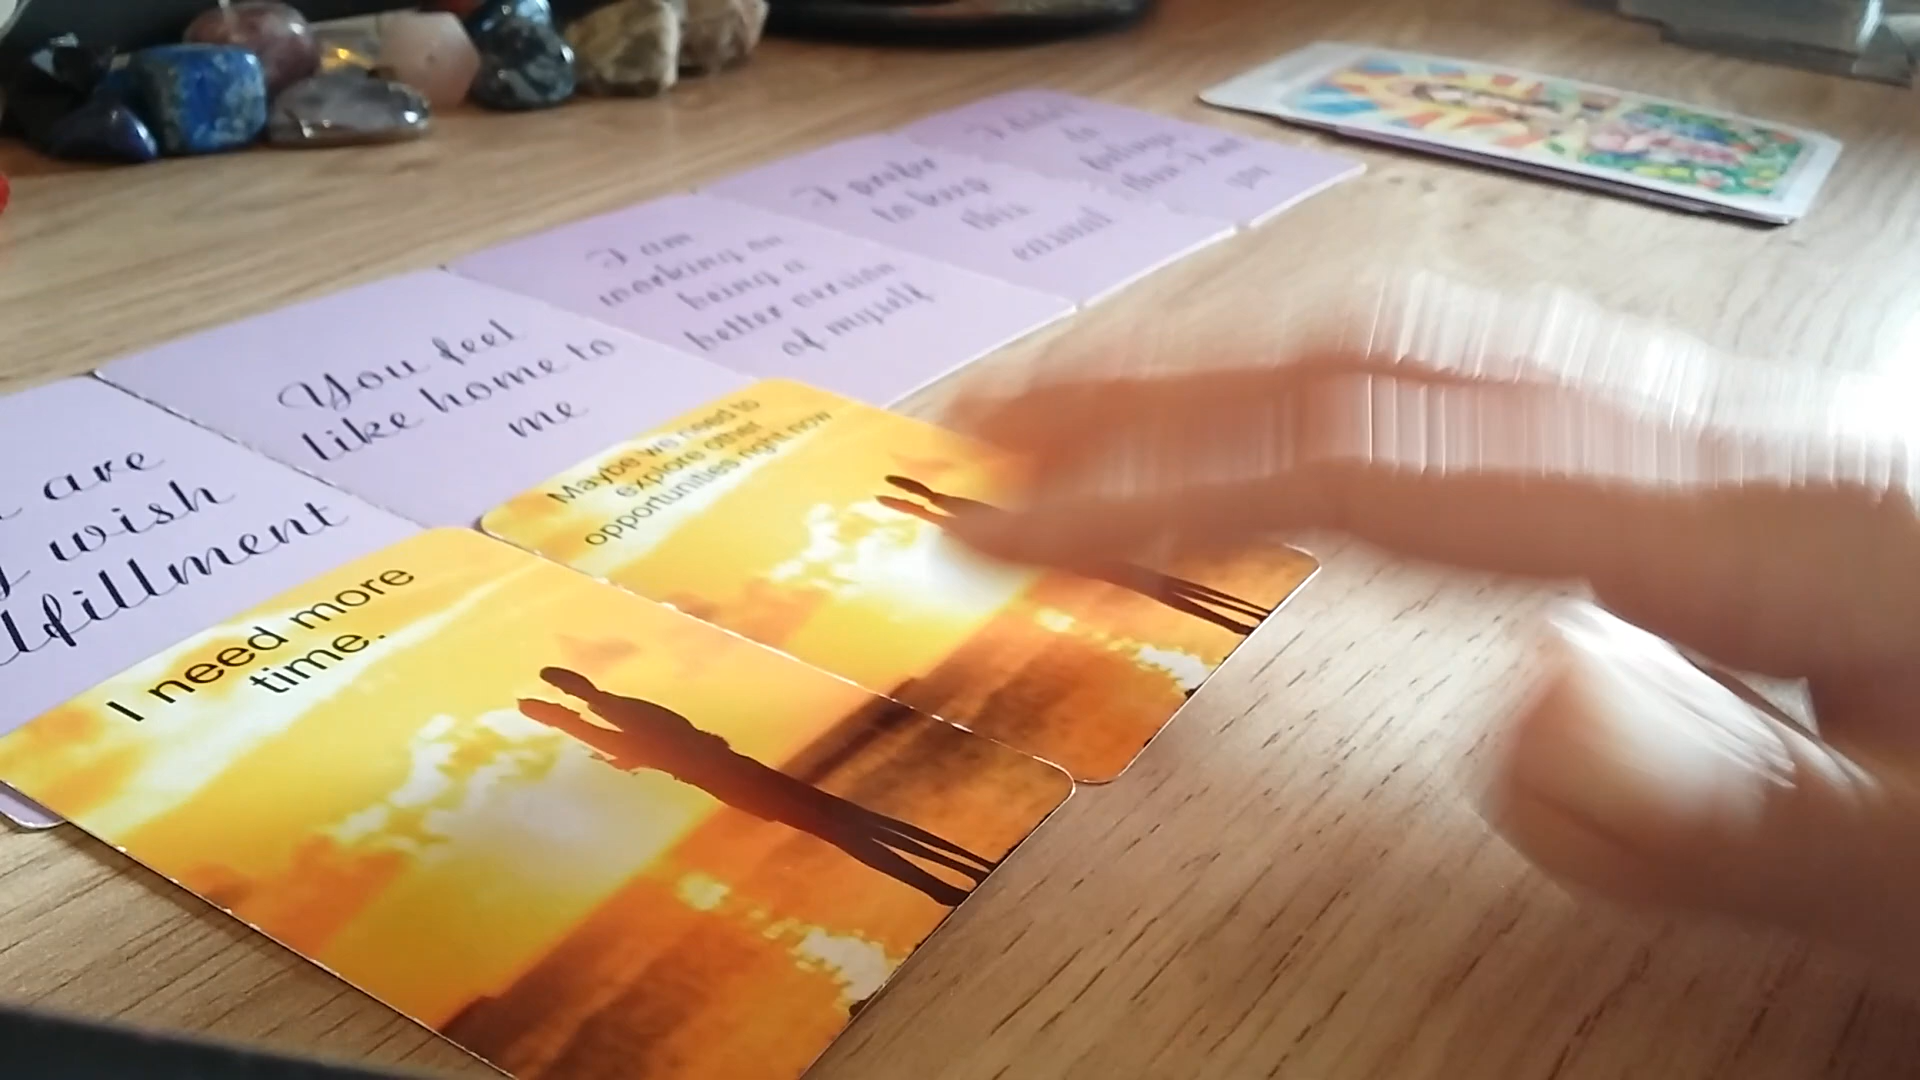 are
wish
fillment
You feel
like home to
me
I am
working on
being a
better version
of myself
I prefer
to keep
this
casual
I need more
time.
Maybe we need to
explore other
opportunities right now